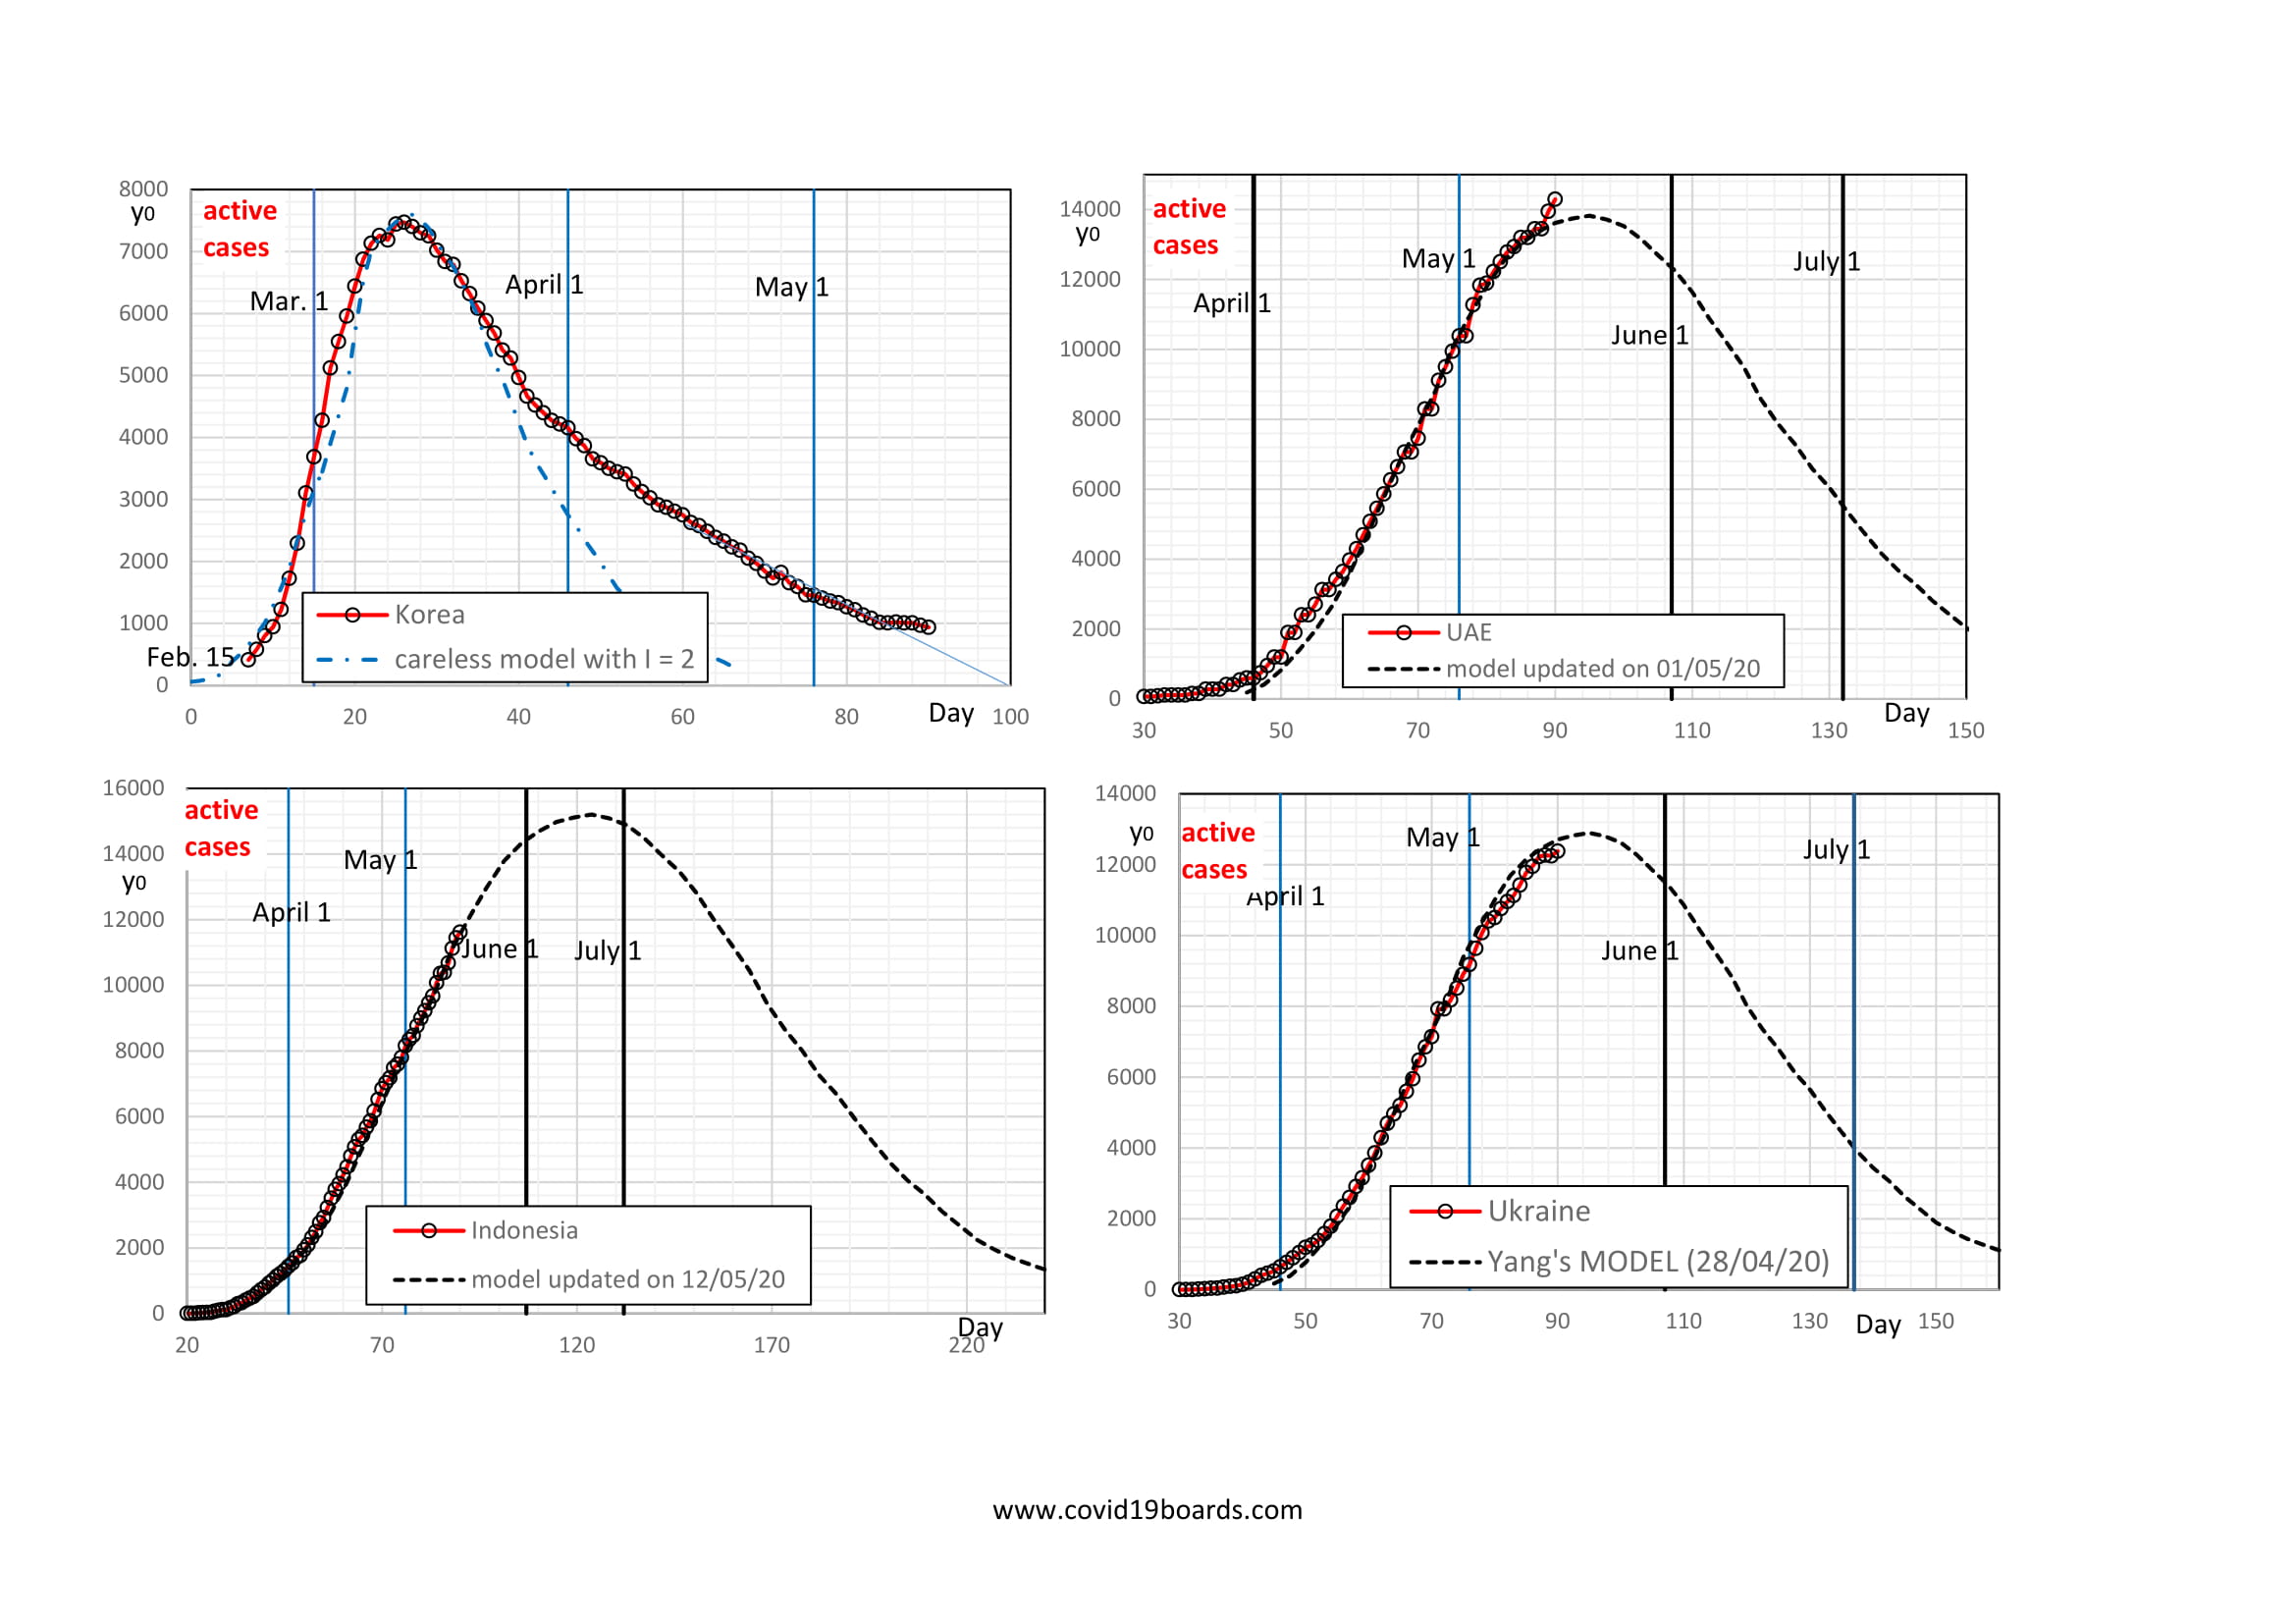 8000
y0
active
cases
7000
Mar. 1
April 1
May 1
6000
5000
4000
3000
2000
1000
Korea
careless model with I = 2
Feb. 15
0
0 20 40 60 80 Day 100
14000
y0
active
cases
May 1
July 1
12000
April 1
June 1
10000
8000
6000
4000
2000
UAE
model updated on 01/05/20
0
Day
30 50 70 90 110 130 150
16000
active
cases
14000
y0
May 1
12000
April 1
June 1
July 1
10000
8000
6000
4000
2000
Indonesia
model updated on 12/05/20
0
Day
20 70 120 170 220
14000
y0
active
cases
May 1
July 1
12000
April 1
10000
June 1
8000
6000
4000
2000
Ukraine
Yang's MODEL (28/04/20)
0
30 50 70 90 110 130 Day 150
www.covid19boards.com